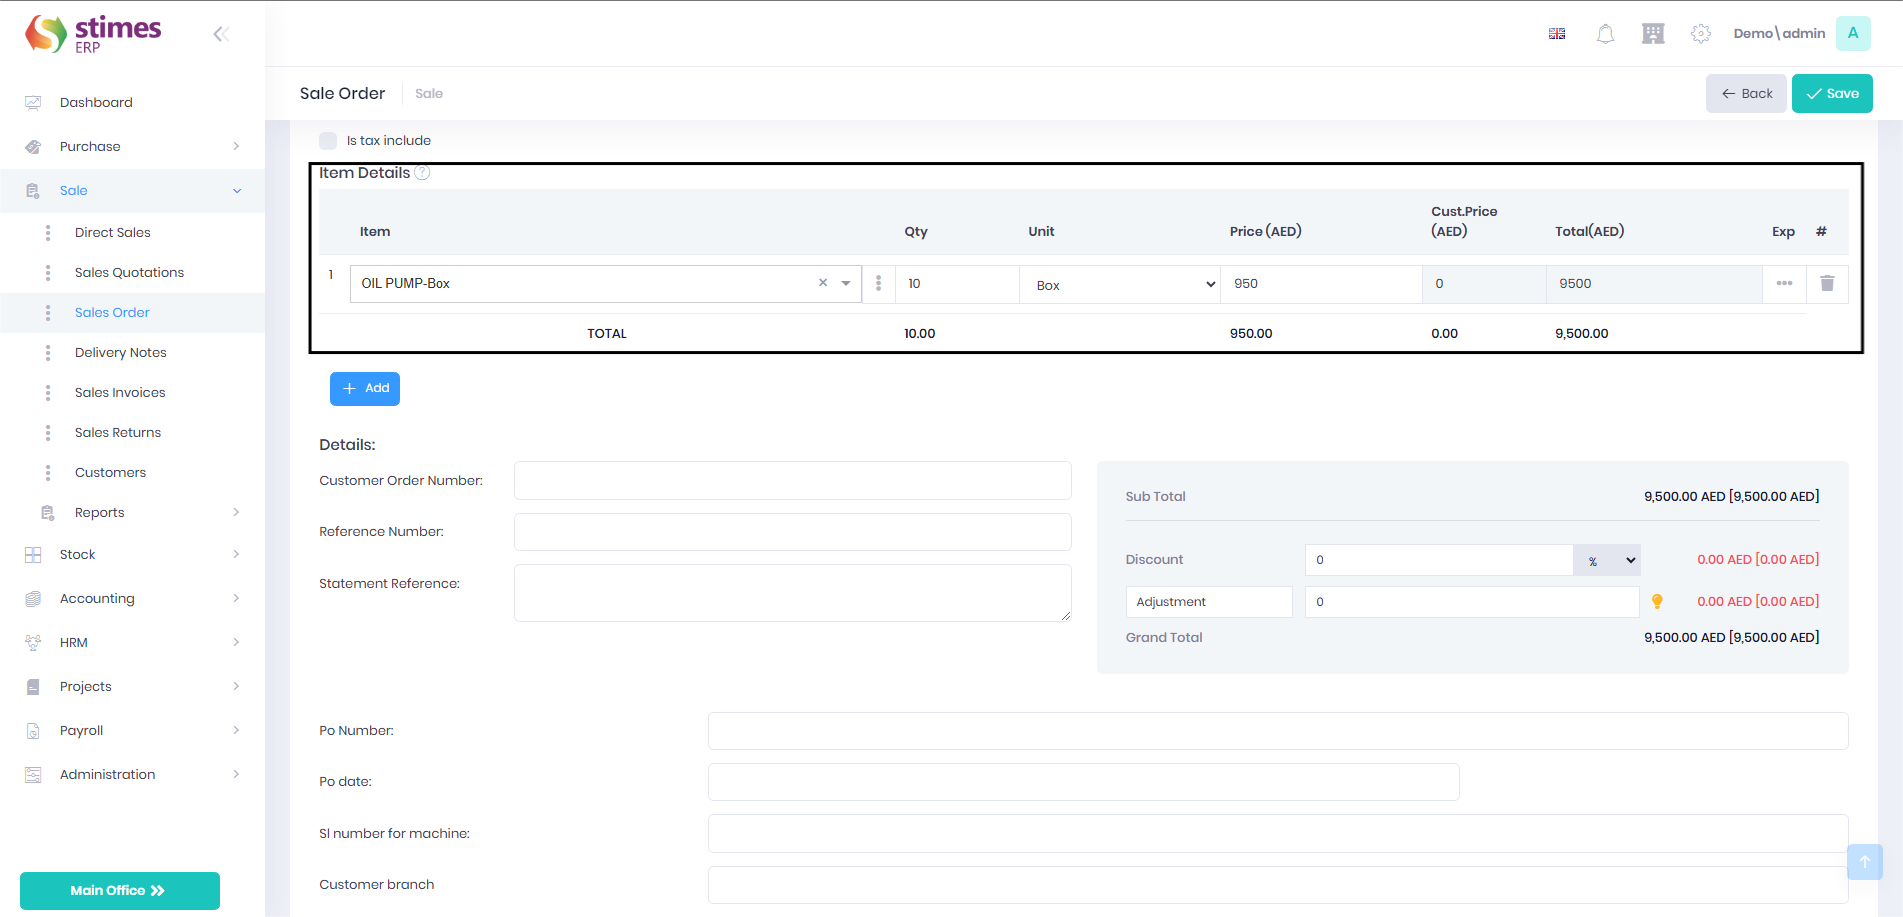 stimes
ERP
Demo\admin
A
Sale Order
Sale
Back
Save
Dashboard
Purchase
Sale
Direct Sales
Sales Quotations
Sales Order
Delivery Notes
Sales Invoices
Sales Returns
Customers
Reports
Stock
Accounting
HRM
Projects
Payroll
Administration
Main Office
Is tax include
Item Details ?
Item Qty Unit Price (AED) Cust.Price (AED) Total(AED) Exp #
1 OIL PUMP-Box × 10 Box 950 0 9500
TOTAL 10.00 950.00 0.00 9,500.00
+ Add
Details:
Customer Order Number:
Reference Number:
Statement Reference:
Sub Total 9,500.00 AED [9,500.00 AED]
Discount 0 % 0.00 AED [0.00 AED]
Adjustment 0 0.00 AED [0.00 AED]
Grand Total 9,500.00 AED [9,500.00 AED]
Po Number:
Po date:
Sl number for machine:
Customer branch